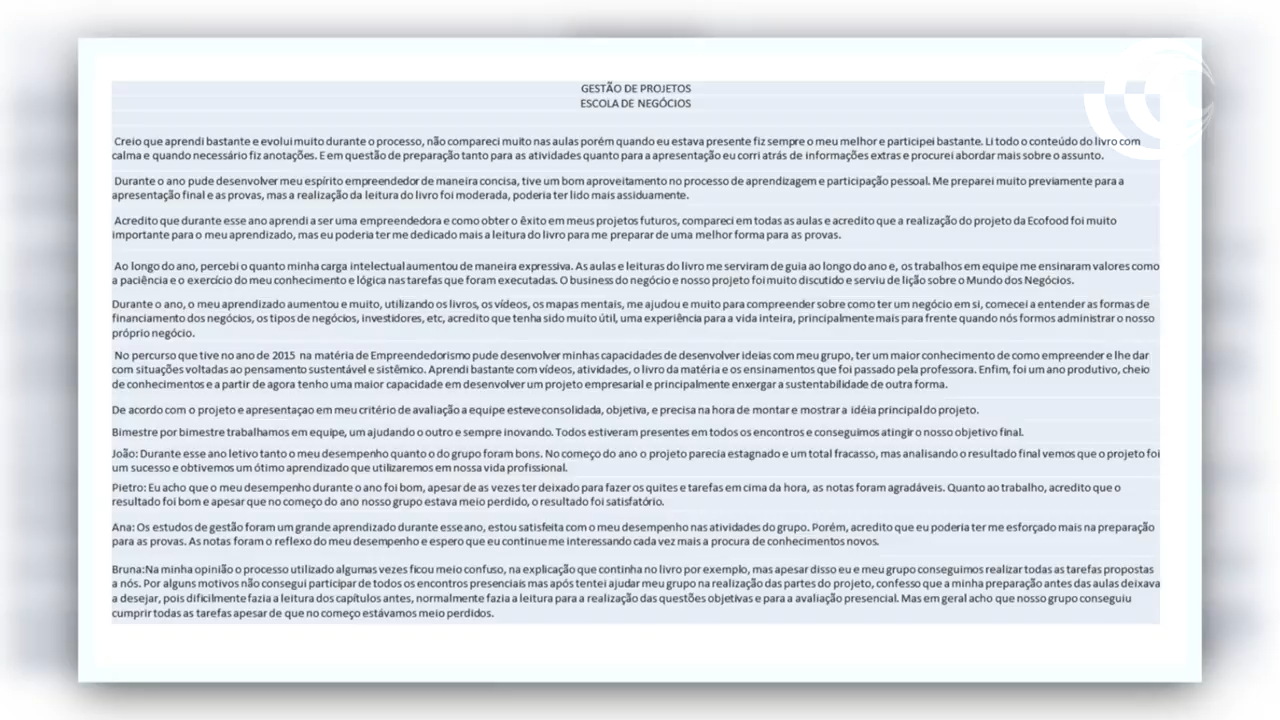 GESTÃO DE PROJETOS
ESCOLA DE NEGÓCIOS
Creio que aprendi bastante e evolui muito durante o processo, não compareci muito nas aulas porém quando eu estava presente fiz sempre o meu melhor e participei bastante. Li todo o conteúdo do livro com
calma e quando necessário fiz anotações. E em questão de preparação tanto para as atividades quanto para a apresentação eu corri atrás de informações extras e procurei abordar mais sobre o assunto.
Durante o ano pude desenvolver meu espírito empreendedor de maneira concisa, tive um bom aproveitamento no processo de aprendizagem e participação pessoal. Me preparei muito previamente para a
apresentação final e as provas, mas a realização da leitura do livro foi moderada, poderia ter lido mais assiduamente.
Acredito que durante esse ano aprendi a ser uma empreendedora e como obter o êxito em meus projetos futuros, compareci em todas as aulas e acredito que a realização do projeto da Ecofood foi muito
importante para o meu aprendizado, mas eu poderia ter me dedicado mais a leitura do livro para me preparar de uma melhor forma para as provas.
Ao longo do ano, percebi o quanto minha carga intelectual aumentou de maneira expressiva. As aulas e leituras do livro me serviram de guia ao longo do ano e, os trabalhos em equipe me ensinaram valores como
a paciência e o exercício do meu conhecimento e lógica nas tarefas que foram executadas. O business do negócio e nosso projeto foi muito discutido e serviu de lição sobre o Mundo dos Negócios.
Durante o ano, o meu aprendizado aumentou e muito, utilizando os livros, os vídeos, os mapas mentais, me ajudou e muito para compreender sobre como ter um negócio em si, comecei a entender as formas de
financiamento dos negócios, os tipos de negócios, investidores, etc, acredito que tenha sido muito útil, uma experiência para a vida inteira, principalmente mais para frente quando nós formos administrar o nosso
próprio negócio.
No percurso que tive no ano de 2015 na matéria de Empreendedorismo pude desenvolver minhas capacidades de desenvolver ideias com meu grupo, ter um maior conhecimento de como empreender e lhe dar
com situações voltadas ao pensamento sustentável e sistêmico. Aprendi bastante com vídeos, atividades, o livro da matéria e os ensinamentos que foi passado pela professora. Enfim, foi um ano produtivo, cheio
de conhecimentos e a partir de agora tenho uma maior capacidade em desenvolver um projeto empresarial e principalmente enxergar a sustentabilidade de outra forma.
De acordo com o projeto e apresentaçao em meu critério de avaliação a equipe esteve consolidada, objetiva, e precisa na hora de montar e mostrar a idéia principal do projeto.
Bimestre por bimestre trabalhamos em equipe, um ajudando o outro e sempre inovando. Todos estiveram presentes em todos os encontros e conseguimos atingir o nosso objetivo final.
João: Durante esse ano letivo tanto o meu desempenho quanto o do grupo foram bons. No começo do ano o projeto parecia estagnado e um total fracasso, mas analisando o resultado final vemos que o projeto foi
um sucesso e obtivemos um ótimo aprendizado que utilizaremos em nossa vida profissional.
Pietro: Eu acho que o meu desempenho durante o ano foi bom, apesar de as vezes ter deixado para fazer os quites e tarefas em cima da hora, as notas foram agradáveis. Quanto ao trabalho, acredito que o
resultado foi bom e apesar que no começo do ano nosso grupo estava meio perdido, o resultado foi satisfatório.
Ana: Os estudos de gestão foram um grande aprendizado durante esse ano, estou satisfeita com o meu desempenho nas atividades do grupo. Porém, acredito que eu poderia ter me esforçado mais na preparação
para as provas. As notas foram o reflexo do meu desempenho e espero que eu continue me interessando cada vez mais a procura de conhecimentos novos.
Bruna:Na minha opinião o processo utilizado algumas vezes ficou meio confuso, na explicação que continha no livro por exemplo, mas apesar disso eu e meu grupo conseguimos realizar todas as tarefas propostas
a nós. Por alguns motivos não consegui participar de todos os encontros presenciais mas após tentei ajudar meu grupo na realização das partes do projeto, confesso que a minha preparação antes das aulas deixava
a desejar, pois dificilmente fazia a leitura dos capítulos antes, normalmente fazia a leitura para a realização das questões objetivas e para a avaliação presencial. Mas em geral acho que nosso grupo conseguiu
cumprir todas as tarefas apesar de que no começo estávamos meio perdidos.